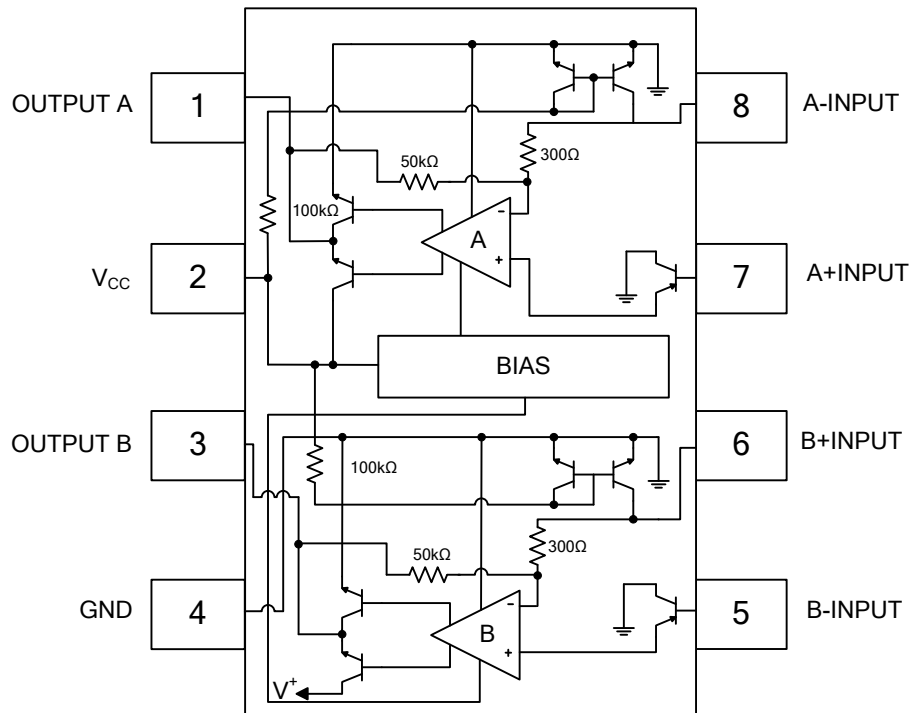 OUTPUT A 1 8 A-INPUT
300Ω
50kΩ
100kΩ
-
A
+
V_CC 2 7 A+INPUT
BIAS
OUTPUT B 3 6 B+INPUT
100kΩ
300Ω
50kΩ
GND 4 5 B-INPUT
-
B
+
V⁺